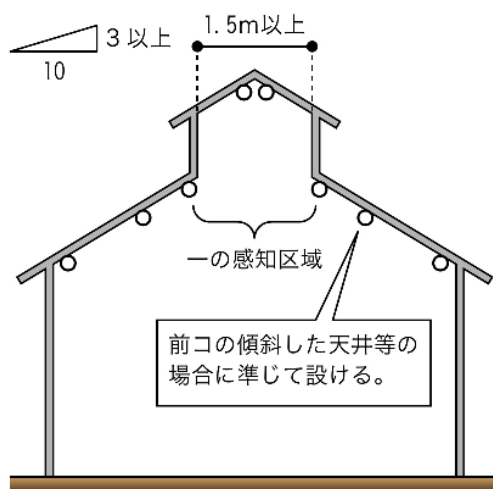 1.5m以上
3以上
10
一の感知区域
前コの傾斜した天井等の
場合に準じて設ける。